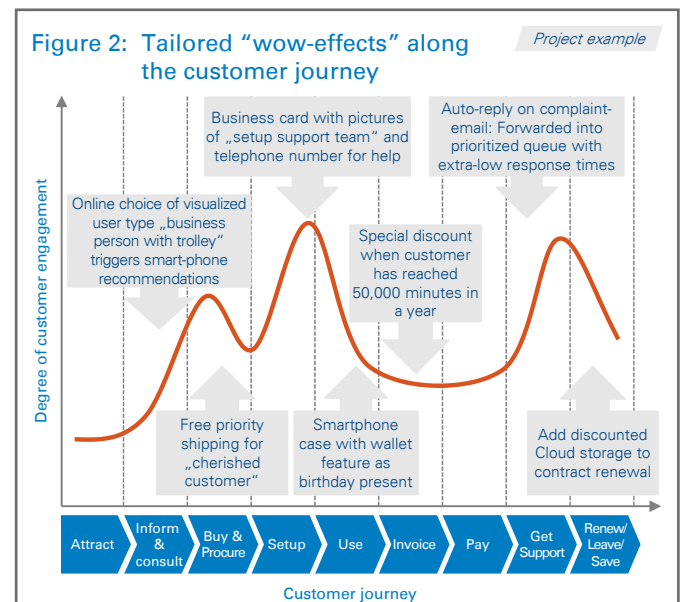 Figure 2: Tailored “wow-effects” along
the customer journey
Project example
Degree of customer engagement
Business card with pictures
of „setup support team“ and
telephone number for help
Auto-reply on complaint-
email: Forwarded into
prioritized queue with
extra-low response times
Online choice of visualized
user type „business
person with trolley“
triggers smart-phone
recommendations
Special discount
when customer
has reached
50,000 minutes in
a year
Free priority
shipping for
„cherished
customer“
Smartphone
case with wallet
feature as
birthday present
Add discounted
Cloud storage to
contract renewal
Attract
Inform
&
consult
Buy &
Procure
Setup
Use
Invoice
Pay
Get
Support
Renew/
Leave/
Save
Customer journey